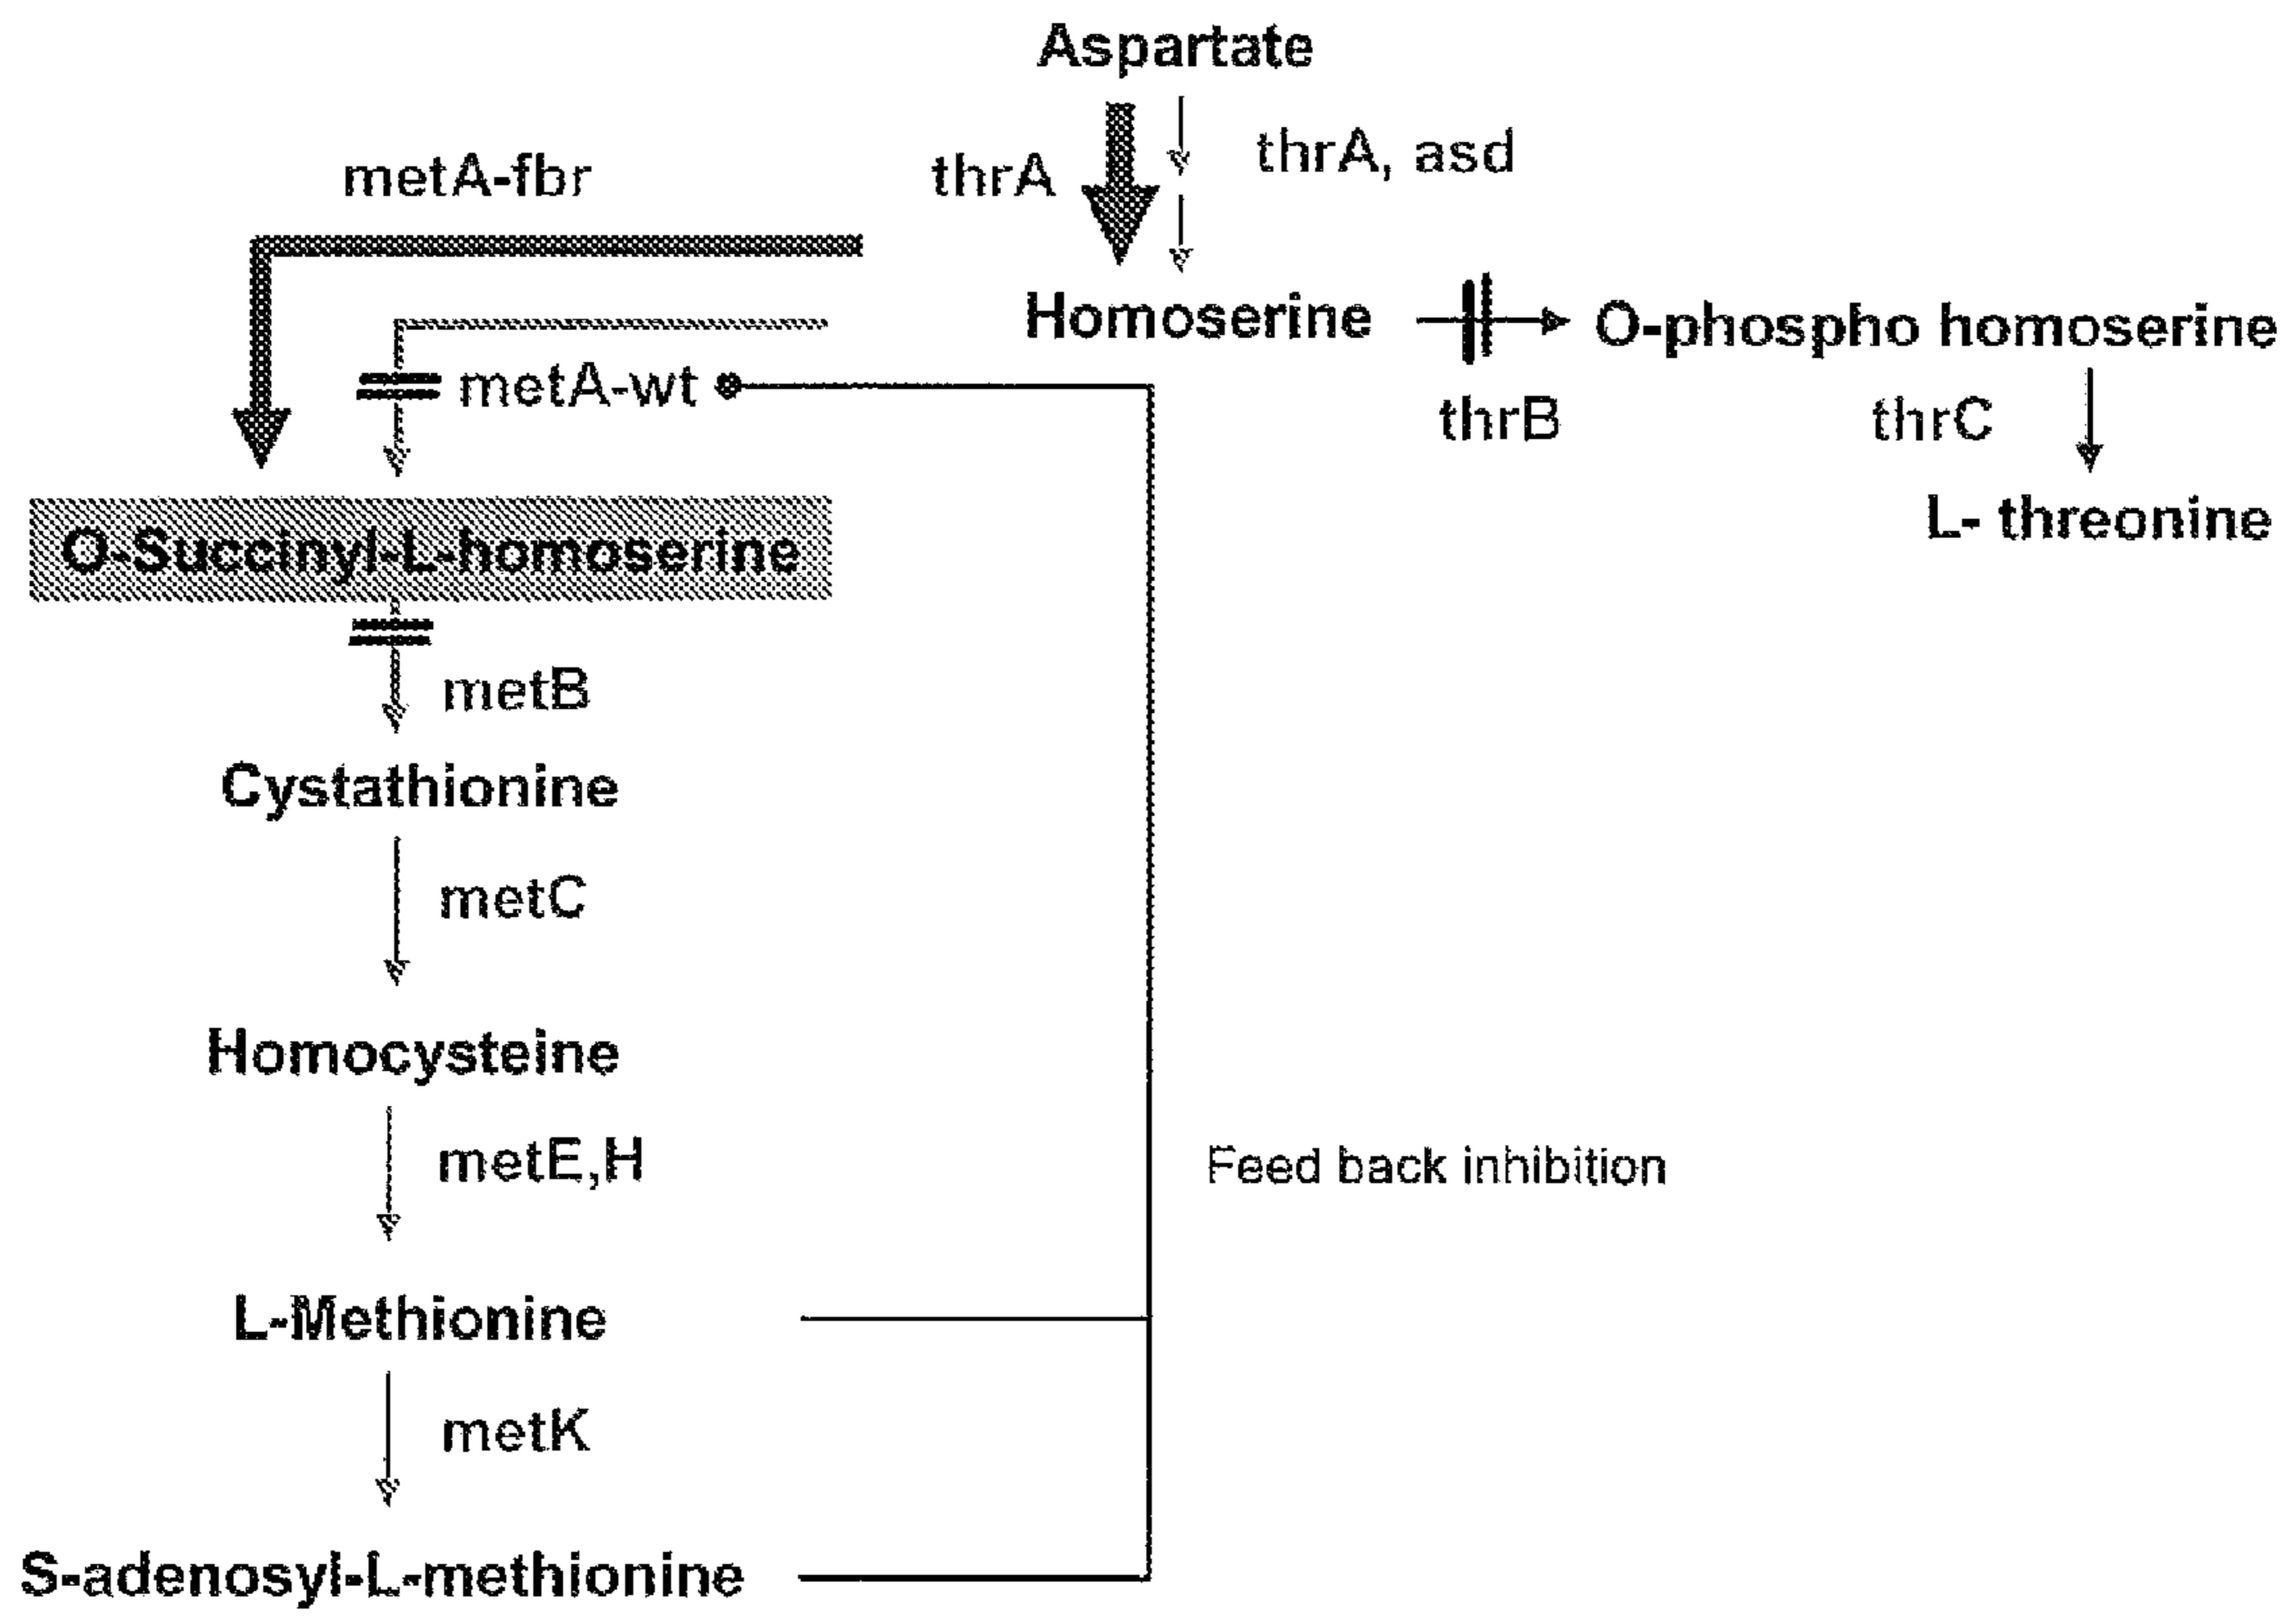 Aspartate
thrA, asd
thrA
metA-fbr
Homoserine
O-phospho homoserine
metA-wt
thrB
thrC
L- threonine
O-Succinyl-L-homoserine
metB
Cystathionine
metC
Homocysteine
metE,H
Feed back inhibition
L-Methionine
metK
S-adenosyl-L-methionine